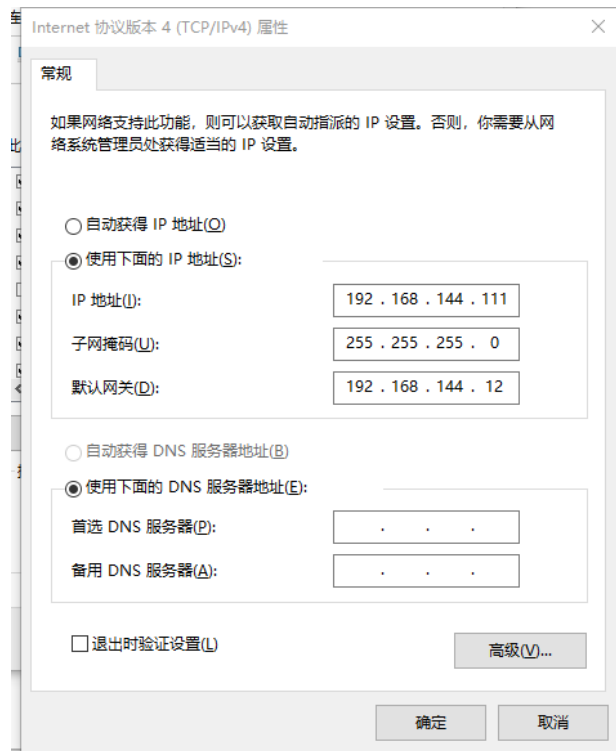 Internet 协议版本 4 (TCP/IPv4) 属性
常规
如果网络支持此功能，则可以获取自动指派的 IP 设置。否则，你需要从网
络系统管理员处获得适当的 IP 设置。
自动获得 IP 地址(O)
使用下面的 IP 地址(S):
IP 地址(I):
192 . 168 . 144 . 111
子网掩码(U):
255 . 255 . 255 . 0
默认网关(D):
192 . 168 . 144 . 12
自动获得 DNS 服务器地址(B)
使用下面的 DNS 服务器地址(E):
首选 DNS 服务器(P):
. . .
备用 DNS 服务器(A):
. . .
退出时验证设置(L)
高级(V)...
确定
取消